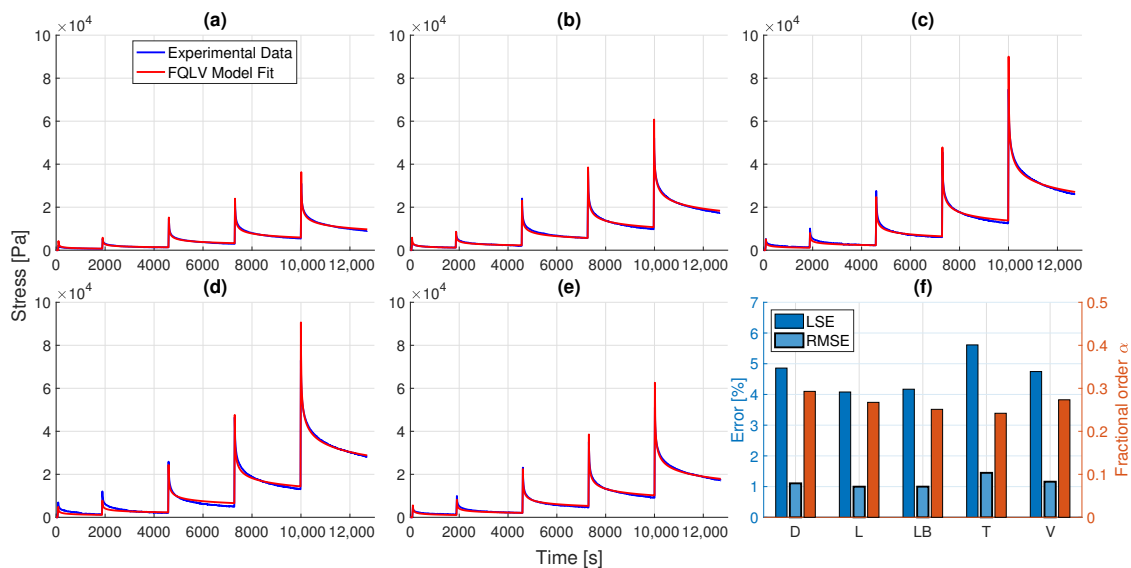 (a)
(b)
(c)
10 ×10⁴
Experimental Data
FQLV Model Fit
8
6
4
2
0
0 2000 4000 6000 8000 10,000 12,000
10 ×10⁴
8
6
4
2
0
0 2000 4000 6000 8000 10,000 12,000
10 ×10⁴
8
6
4
2
0
0 2000 4000 6000 8000 10,000 12,000
Stress [Pa]
(d)
(e)
(f)
10 ×10⁴
8
6
4
2
0
0 2000 4000 6000 8000 10,000 12,000
10 ×10⁴
8
6
4
2
0
0 2000 4000 6000 8000 10,000 12,000
Time [s]
Error [%]
7
6
5
4
3
2
1
0
LSE
RMSE
D L LB T V
0.5
0.4
0.3
0.2
0.1
0
Fractional order α